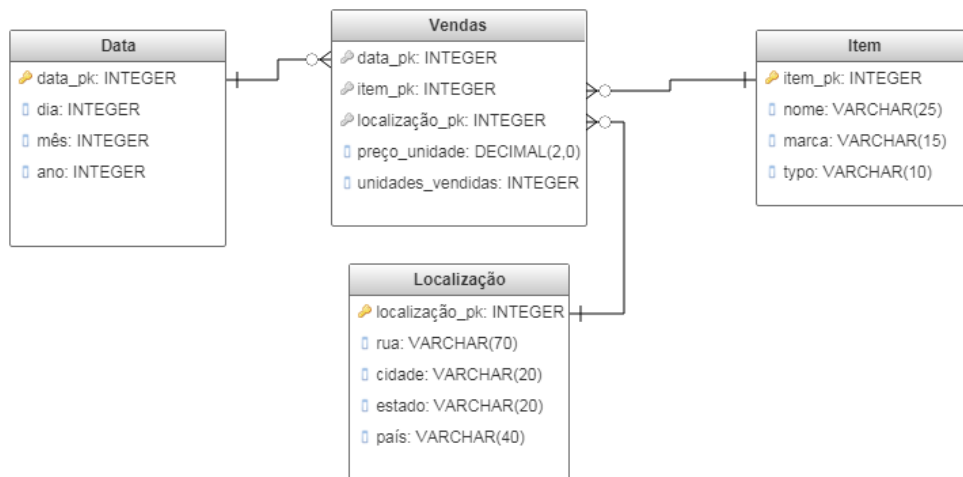 Data
data_pk: INTEGER
dia: INTEGER
mês: INTEGER
ano: INTEGER
Vendas
data_pk: INTEGER
item_pk: INTEGER
localização_pk: INTEGER
preço_unidade: DECIMAL(2,0)
unidades_vendidas: INTEGER
Item
item_pk: INTEGER
nome: VARCHAR(25)
marca: VARCHAR(15)
typo: VARCHAR(10)
Localização
localização_pk: INTEGER
rua: VARCHAR(70)
cidade: VARCHAR(20)
estado: VARCHAR(20)
país: VARCHAR(40)